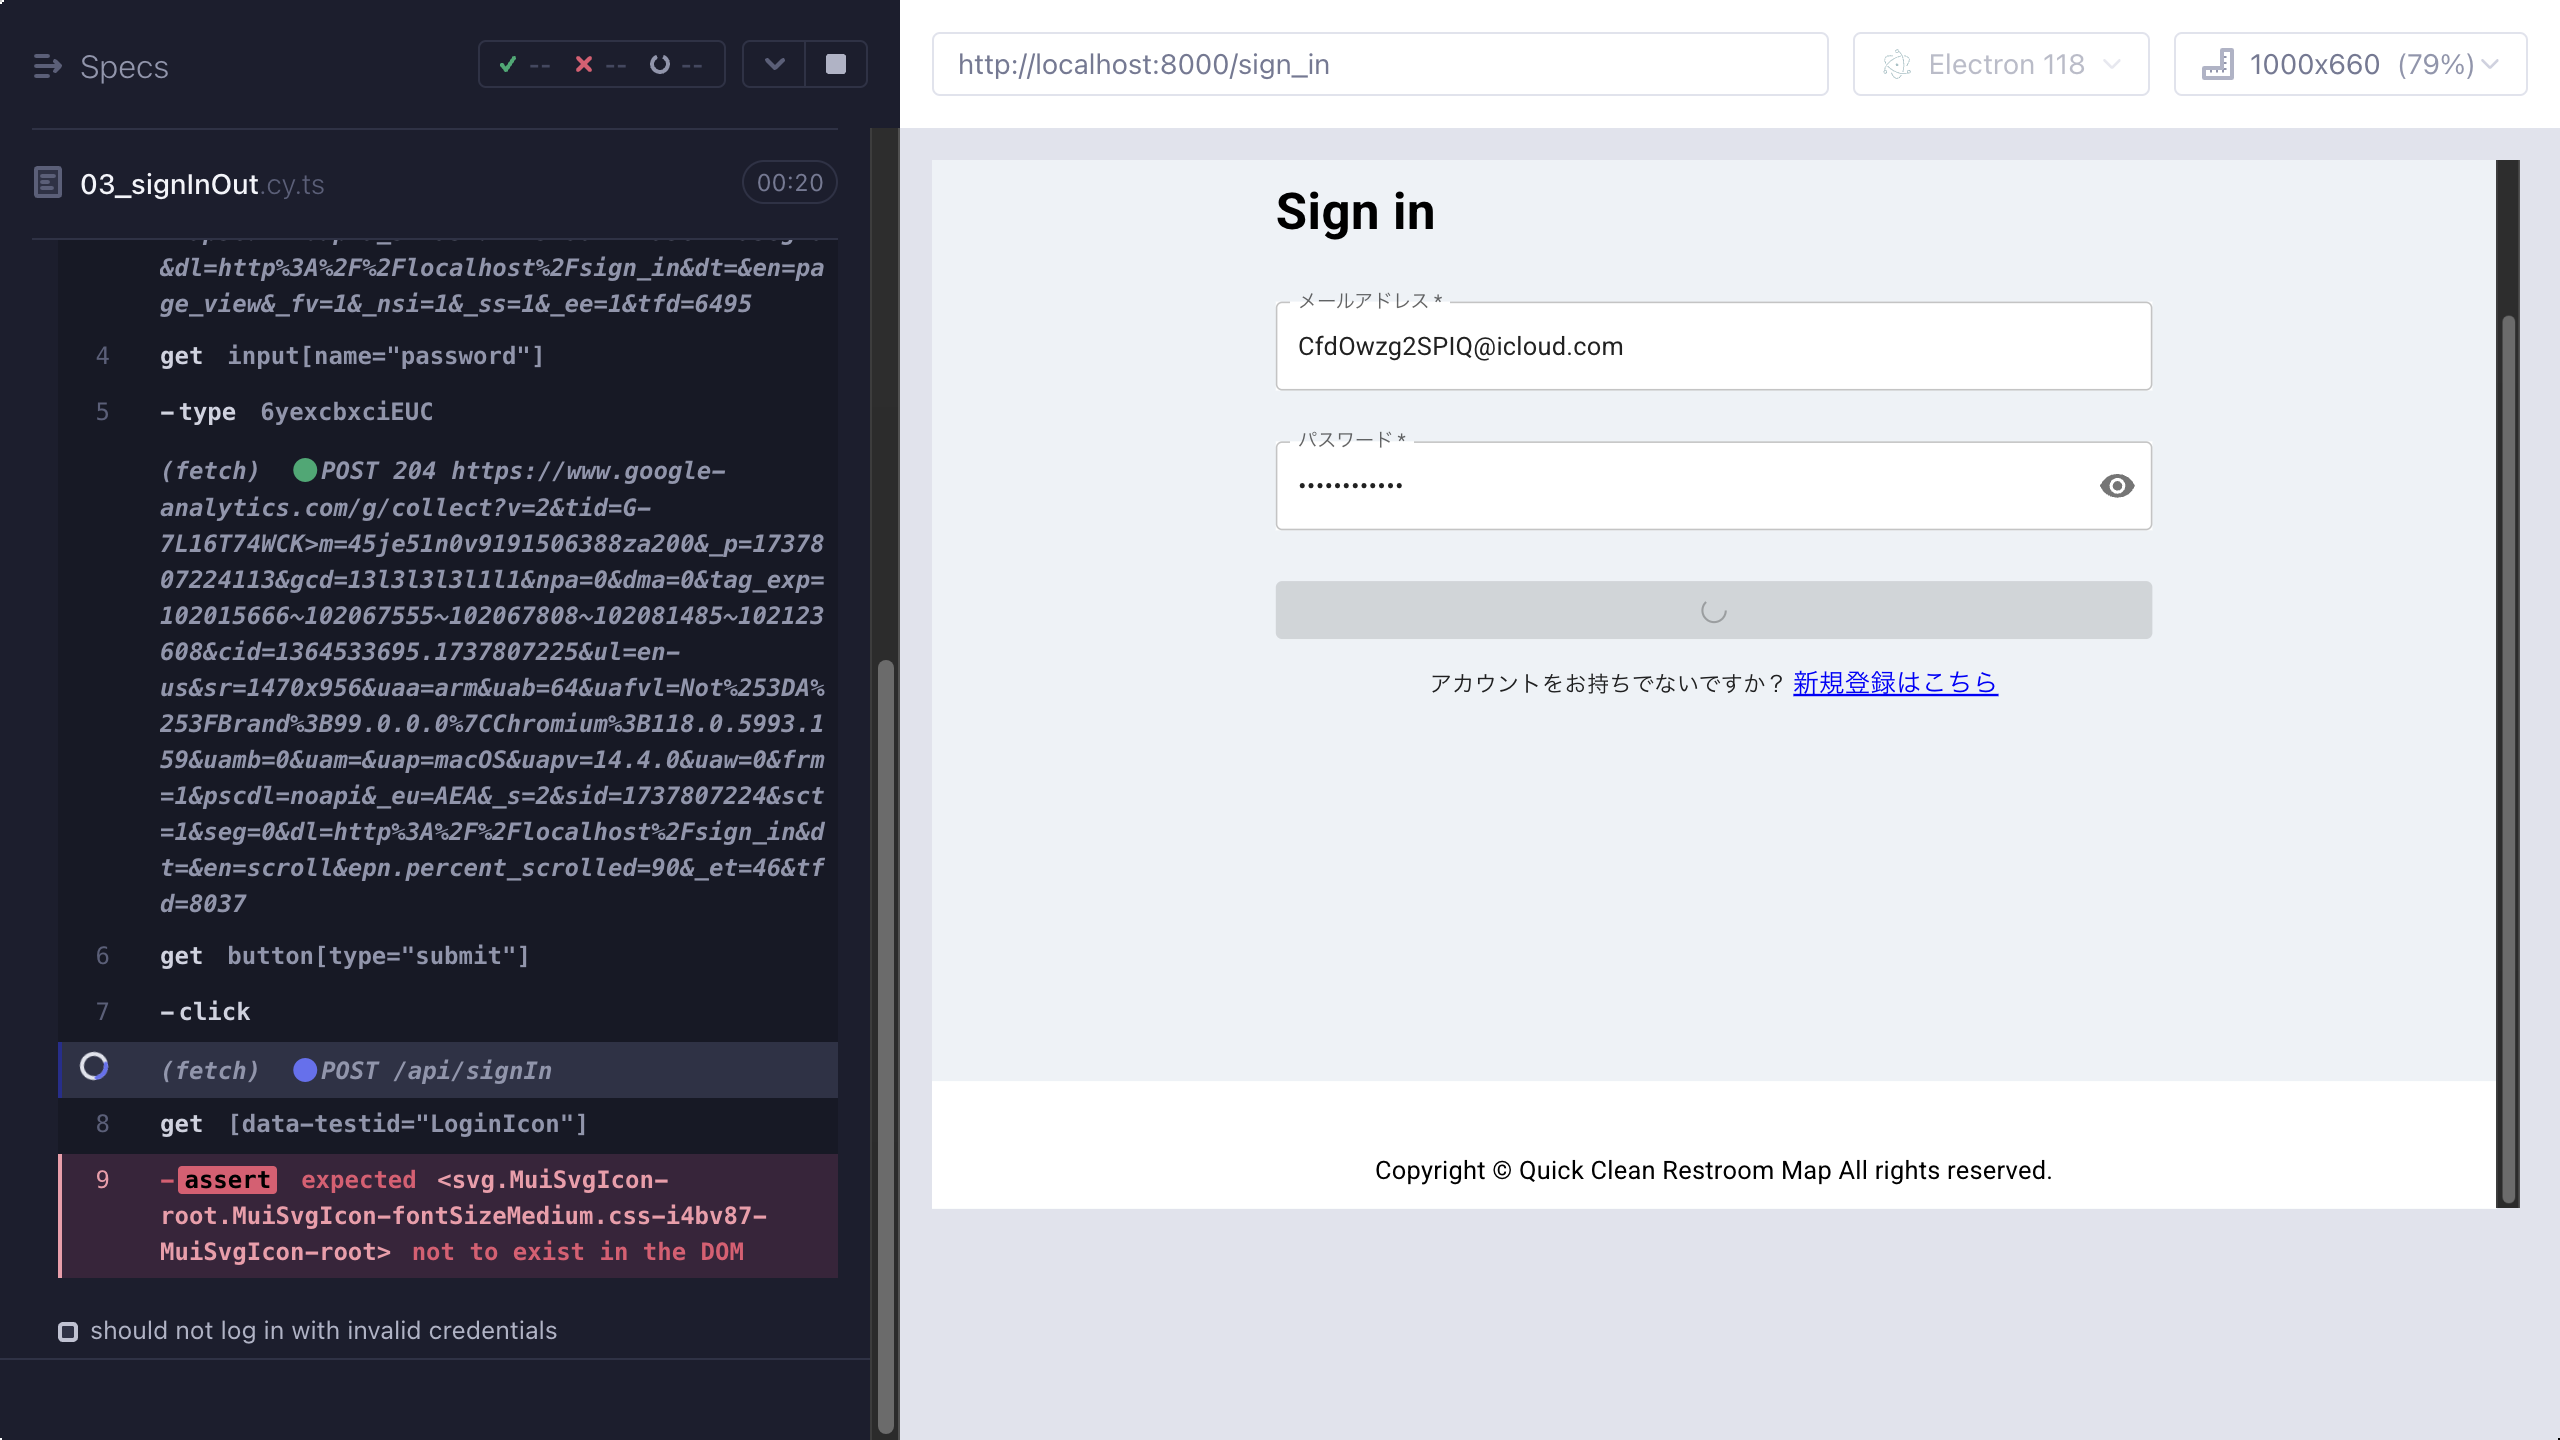 Specs
-- -- --
03_signInOut.cy.ts
00:20
&dl=http%3A%2F%2Flocalhost%2Fsign_in&dt=&en=pa
ge_view&_fv=1&_nsi=1&_ss=1&_ee=1&tfd=6495
4 get input[name="password"]
5 -type 6yexcbxciEUC
(fetch) POST 204 https://www.google-
analytics.com/g/collect?v=2&tid=G-
7L16T74WCK>m=45je51n0v9191506388za200&_p=17378
07224113&gcd=13l3l3l3l1l1&npa=0&dma=0&tag_exp=
102015666~102067555~102067808~102081485~102123
608&cid=1364533695.1737807225&ul=en-
us&sr=1470x956&uaa=arm&uab=64&uafvl=Not%253DA%
253FBrand%3B99.0.0.0%7CChromium%3B118.0.5993.1
59&uamb=0&uam=&uap=macOS&uapv=14.4.0&uaw=0&frm
=1&pscdl=noapi&_eu=AEA&_s=2&sid=1737807224&sct
=1&seg=0&dl=http%3A%2F%2Flocalhost%2Fsign_in&d
t=&en=scroll&epn.percent_scrolled=90&_et=46&tf
d=8037
6 get button[type="submit"]
7 -click
(fetch) POST /api/signIn
8 get [data-testid="LoginIcon"]
9 -assert expected <svg.MuiSvgIcon-
root.MuiSvgIcon-fontSizeMedium.css-i4bv87-
MuiSvgIcon-root> not to exist in the DOM
should not log in with invalid credentials
http://localhost:8000/sign_in
Electron 118
1000x660 (79%)
Sign in
メールアドレス *
CfdOwzg2SPIQ@icloud.com
パスワード *
••••••••••••
アカウントをお持ちでないですか？ 新規登録はこちら
Copyright © Quick Clean Restroom Map All rights reserved.